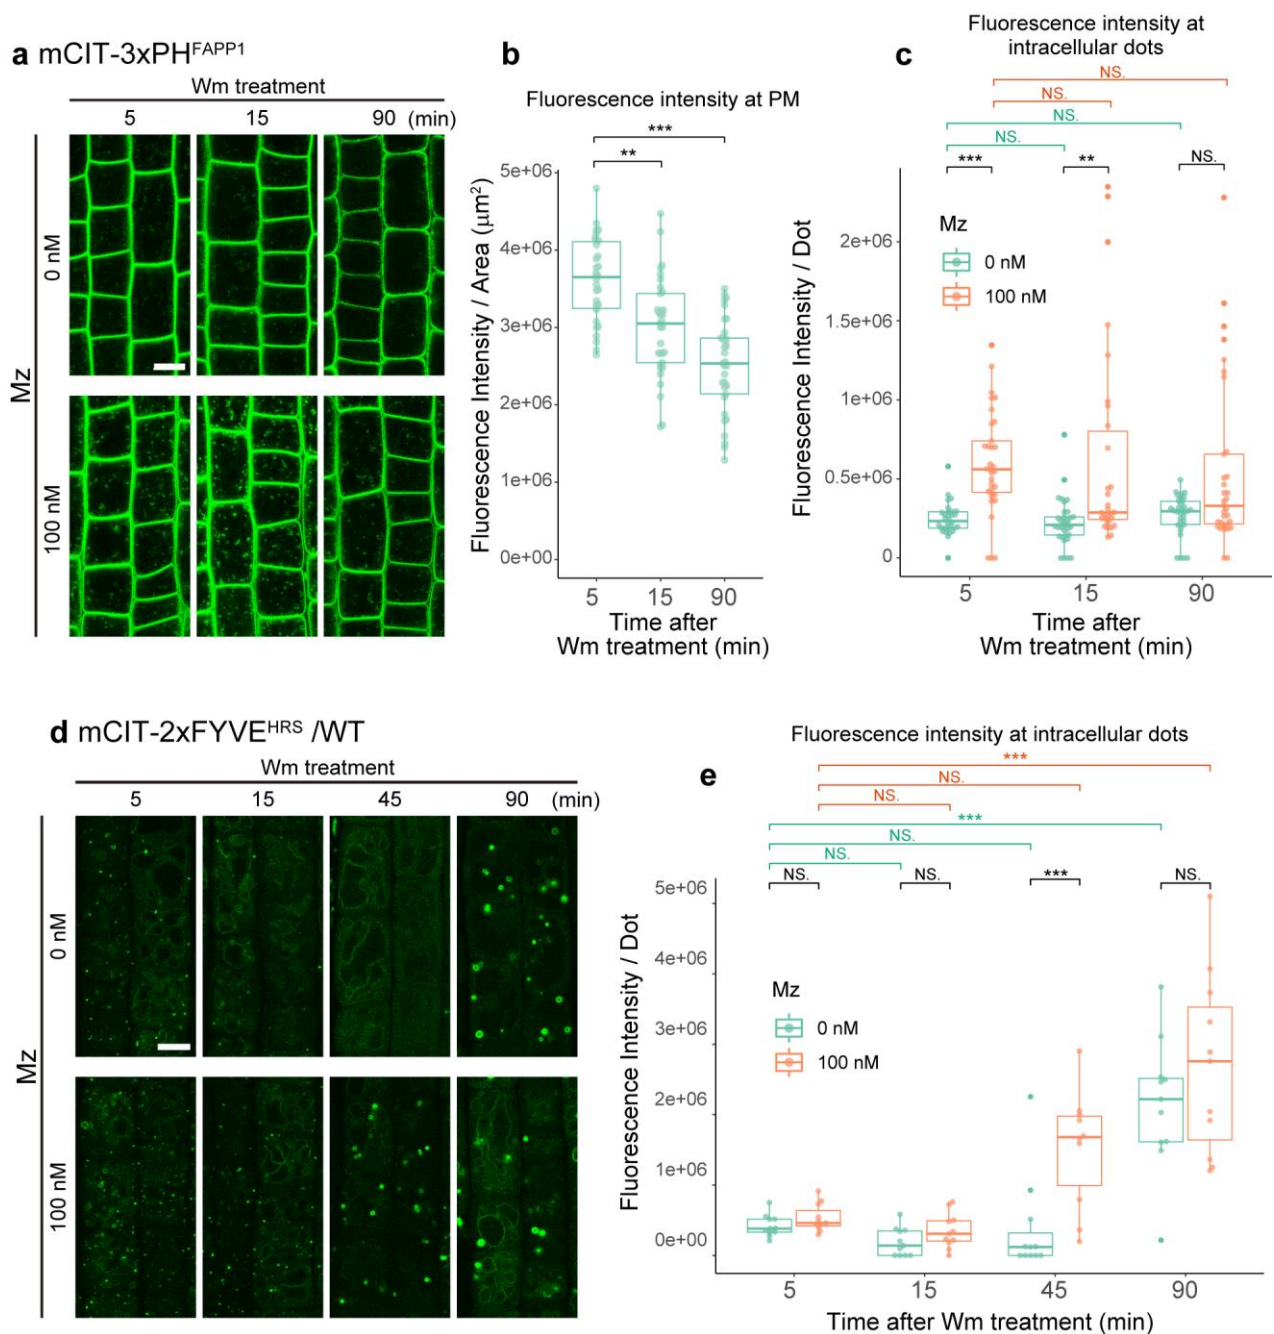 a mCIT-3xPH^FAPP1
Wm treatment
5 15 90 (min)
Mz
0 nM
100 nM
b
Fluorescence intensity at PM
***
**
Fluorescence Intensity / Area (µm²)
5e+06
4e+06
3e+06
2e+06
1e+06
0e+00
5 15 90
Time after
Wm treatment (min)
c
Fluorescence intensity at
intracellular dots
NS.
NS.
NS.
NS.
*** ** NS.
Fluorescence Intensity / Dot
2e+06
1.5e+06
1e+06
0.5e+06
0
Mz
0 nM
100 nM
5 15 90
Time after
Wm treatment (min)
d mCIT-2xFYVE^HRS /WT
Wm treatment
5 15 45 90 (min)
Mz
0 nM
100 nM
e
Fluorescence intensity at intracellular dots
***
NS.
NS.
***
NS.
NS.
NS. NS. *** NS.
Fluorescence Intensity / Dot
5e+06
4e+06
3e+06
2e+06
1e+06
0e+00
Mz
0 nM
100 nM
5 15 45 90
Time after Wm treatment (min)